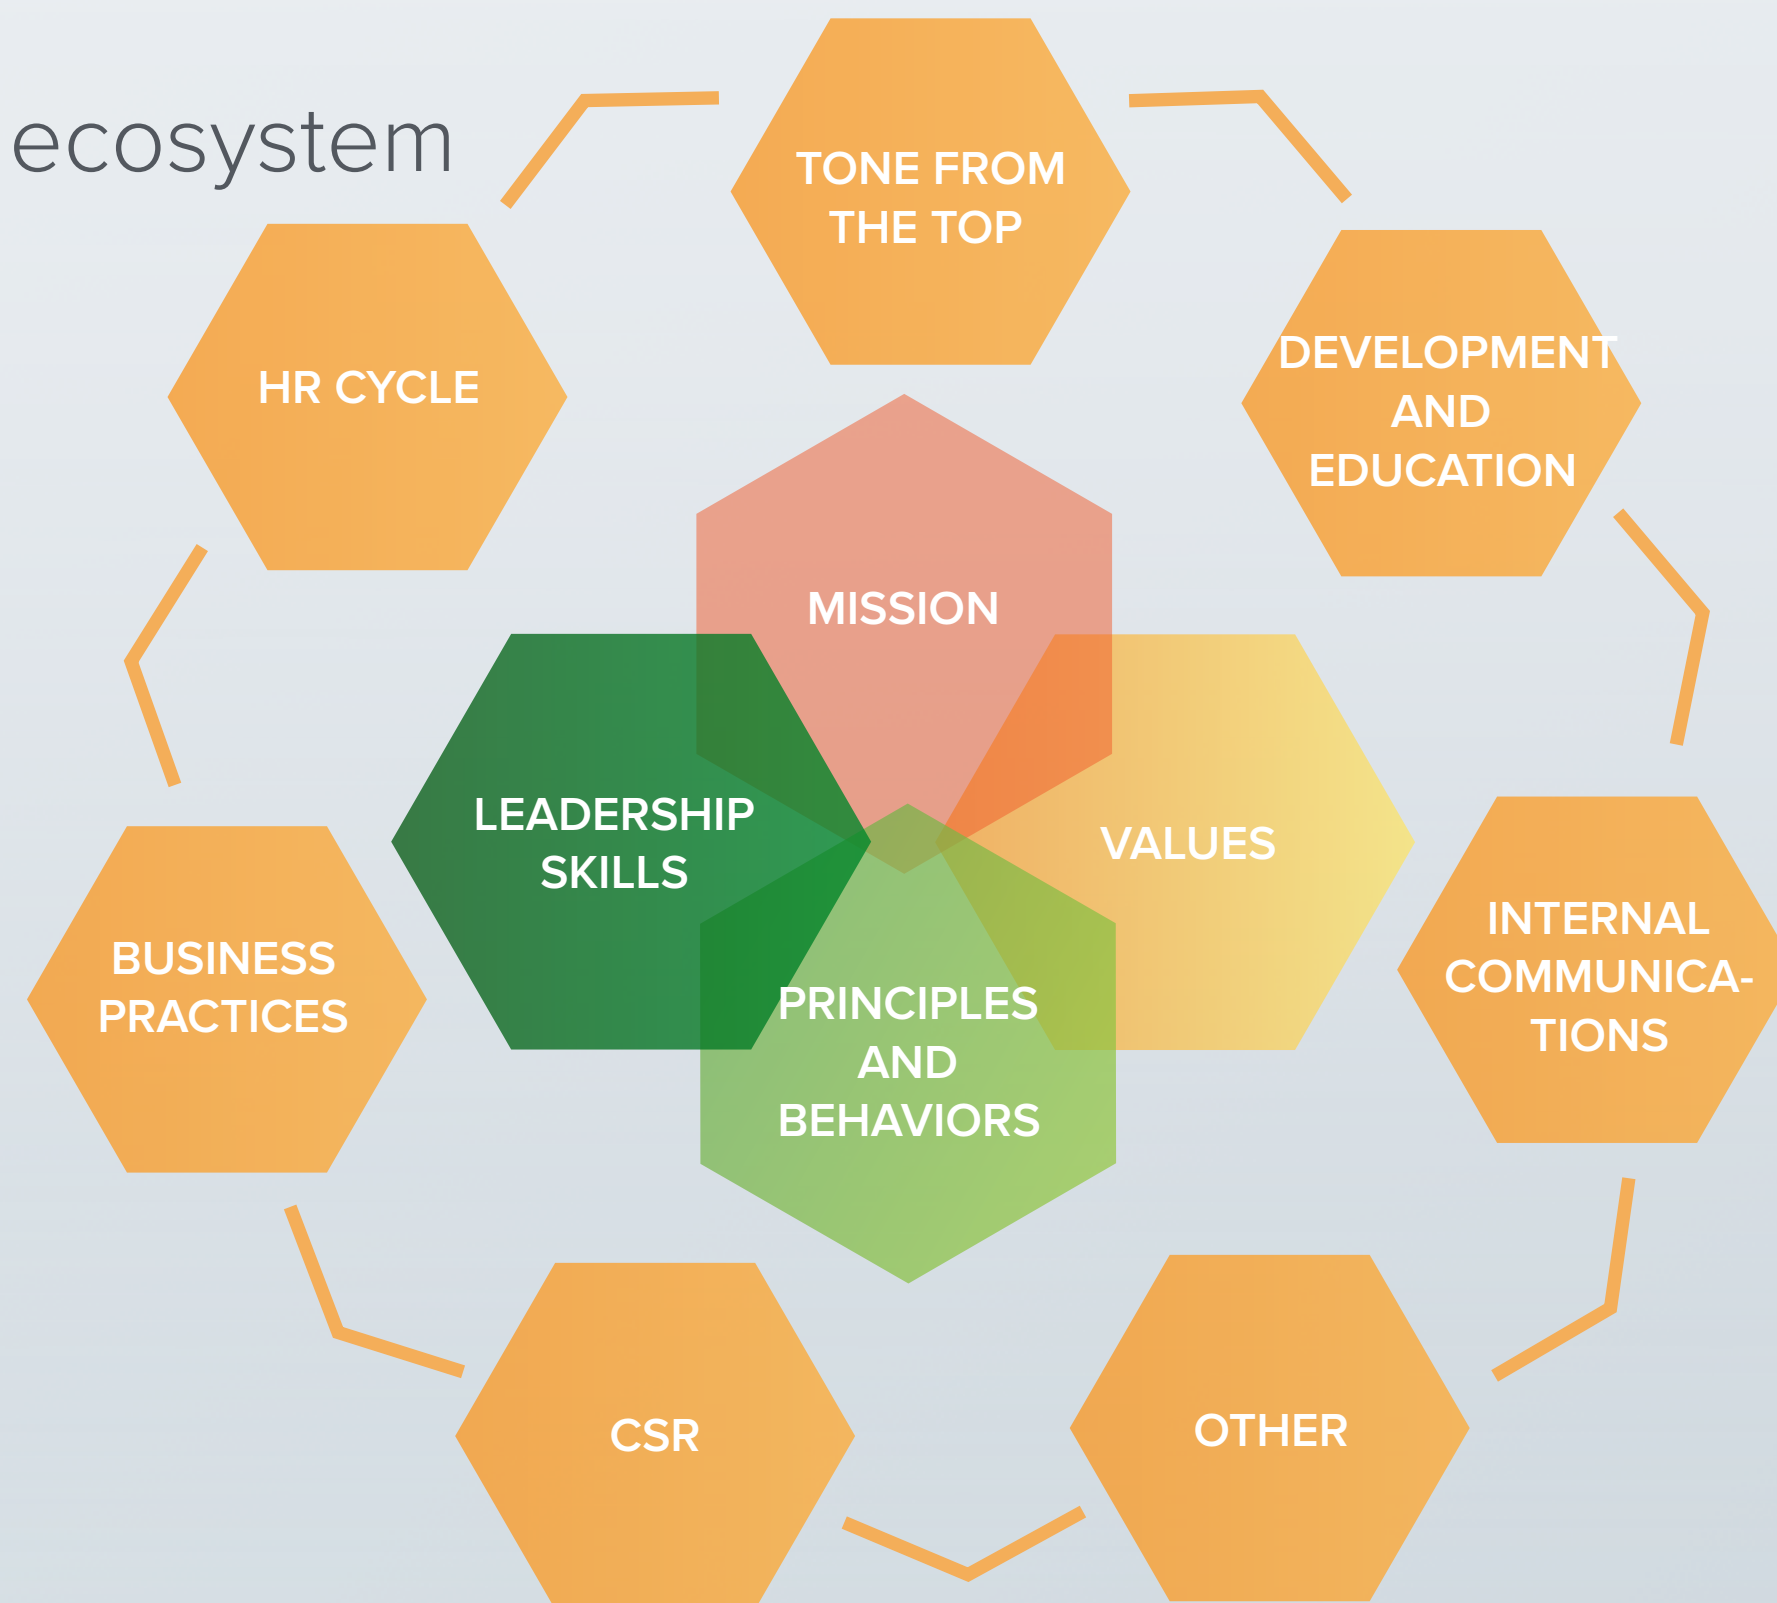 ecosystem
TONE FROM
THE TOP
HR CYCLE
DEVELOPMENT
AND
EDUCATION
MISSION
LEADERSHIP
SKILLS
VALUES
BUSINESS
PRACTICES
INTERNAL
COMMUNICA-
TIONS
PRINCIPLES
AND
BEHAVIORS
CSR
OTHER